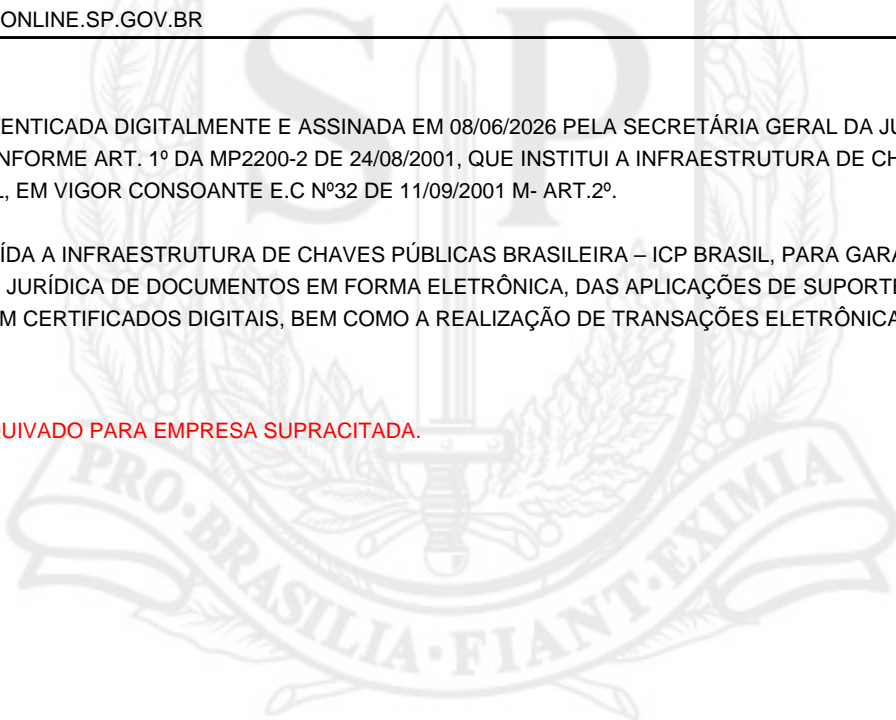 ONLINE.SP.GOV.BR
ENTICADA DIGITALMENTE E ASSINADA EM 08/06/2026 PELA SECRETÁRIA GERAL DA JU
NFORME ART. 1º DA MP2200-2 DE 24/08/2001, QUE INSTITUI A INFRAESTRUTURA DE CH
L, EM VIGOR CONSOANTE E.C Nº32 DE 11/09/2001 M- ART.2º.
ÍDA A INFRAESTRUTURA DE CHAVES PÚBLICAS BRASILEIRA – ICP BRASIL, PARA GARA
JURÍDICA DE DOCUMENTOS EM FORMA ELETRÔNICA, DAS APLICAÇÕES DE SUPORTE
M CERTIFICADOS DIGITAIS, BEM COMO A REALIZAÇÃO DE TRANSAÇÕES ELETRÔNICA
UIVADO PARA EMPRESA SUPRACITADA.
SP
PRO·BRASILIA·FIANT·EXIMIA